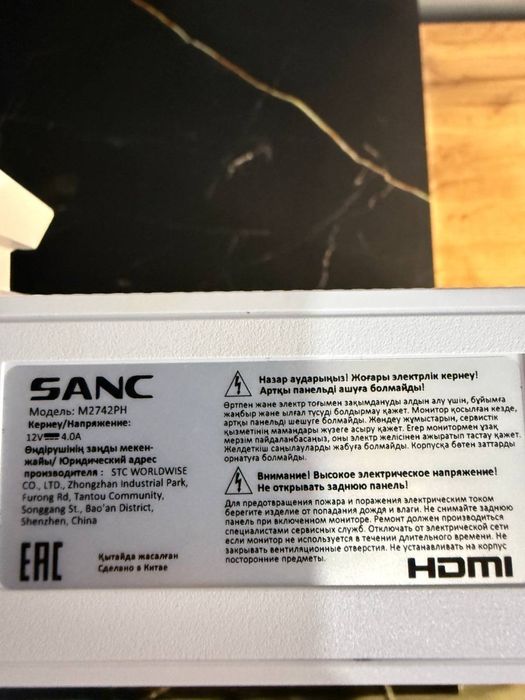 SANC
Модель: M2742PH
Кернеу/Напряжение:
12V 4.0A
Өндірушінің заңды мекен-
жайы/ Юридический адрес
производителя : STC WORLDWISE
CO., LTD., Zhongzhan Industrial Park,
Furong Rd, Tantou Community,
Songgang St., Bao'an District,
Shenzhen, China
EAC
Қытайда жасалған
Сделано в Китае
Назар аударыңыз! Жоғары электрлік кернеу!
Артқы панельді ашуға болмайды!
Өртпен және электр тоғымен зақымдануды алдын алу үшін, бұйымға
жаңбыр және ылғал түсуді болдырмау қажет. Монитор қосылған кезде,
артқы панельді шешуге болмайды. Жөндеу жұмыстарын, сервистік
қызметінің мамандары жүзеге асыру қажет. Егер монитормен ұзақ
мерзім пайдаланбасаңыз, оны электр желісінен ажыратып тастау қажет.
Желдеткіш саңылауларды жабуға болмайды. Корпусқа бөтен заттарды
орнатуға болмайды.
Внимание! Высокое электрическое напряжение!
Не открывать заднюю панель!
Для предотвращения пожара и поражения электрическим током
берегите изделия от попадания дождя и влаги. Не снимайте заднюю
панель при включенном мониторе. Ремонт должен производиться
специалистами сервисных служб. Отключать от электрической сети
если монитор не используется в течении длительного времени. Не
закрывать вентиляционные отверстия. Не устанавливать на корпус
посторонние предметы.
HDMI